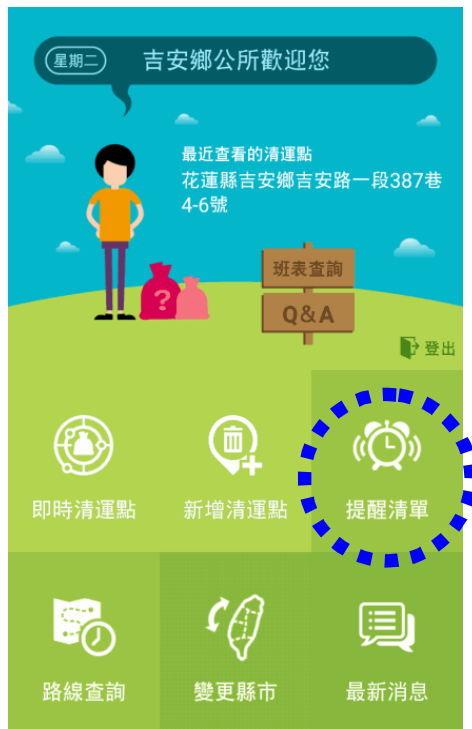 星期二
吉安鄉公所歡迎您
最近查看的清運點
花蓮縣吉安鄉吉安路一段387巷
4-6號
班表查詢
?
Q&A
登出
即時清運點
新增清運點
提醒清單
路線查詢
變更縣市
最新消息